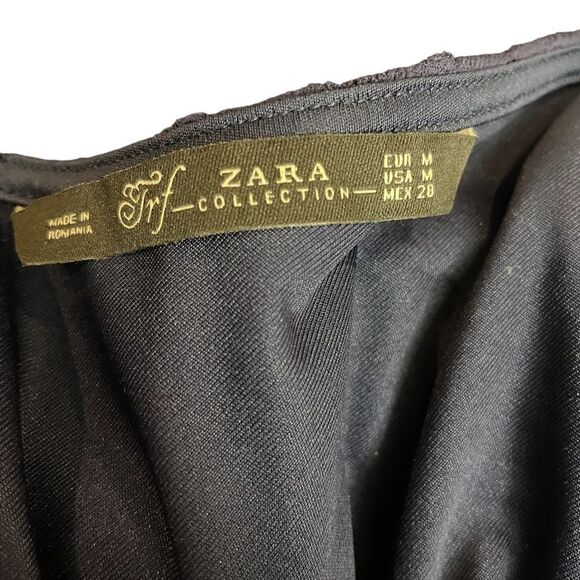 MADE IN
ROMANIA
Trf
ZARA
COLLECTION
EUR M
USA M
MEX 28